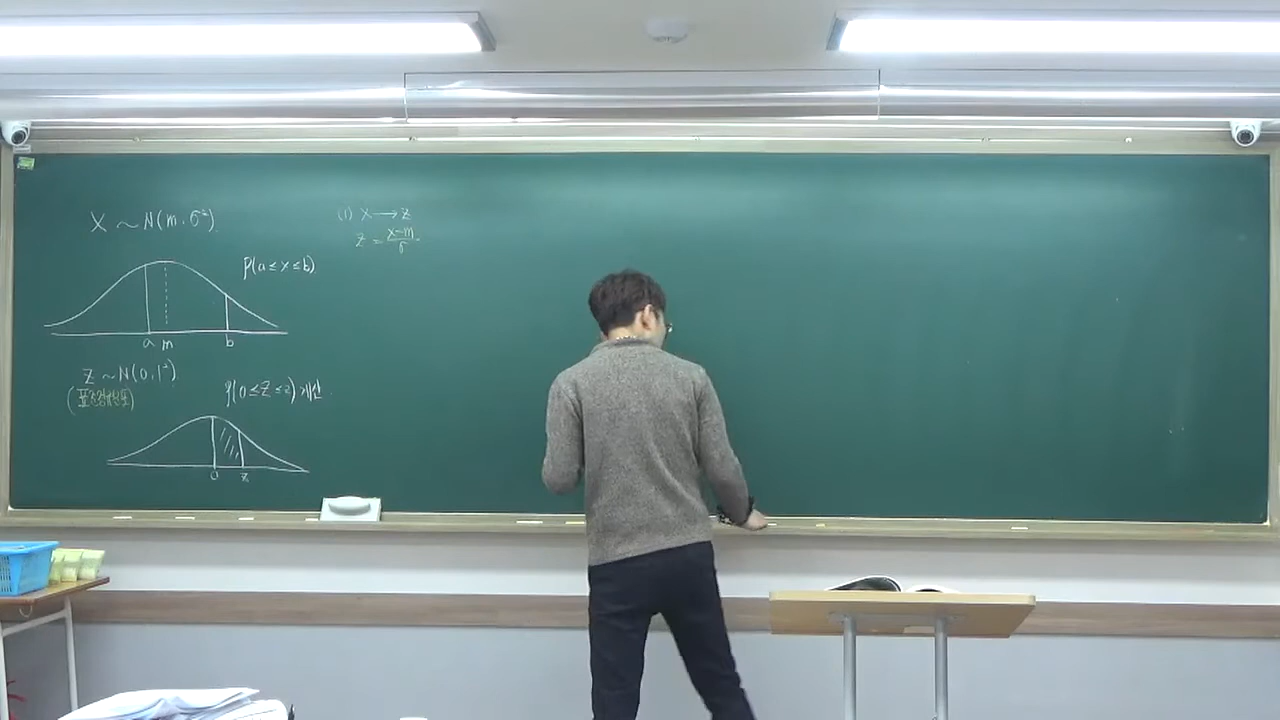 X ~ N(m, σ²)
P(a ≤ X ≤ b)
a m b
Z ~ N(0, 1²)
(표준정규분포)
P(0 ≤ Z ≤ z) 계산
0 z
(1) X → Z
Z = X-m / σ